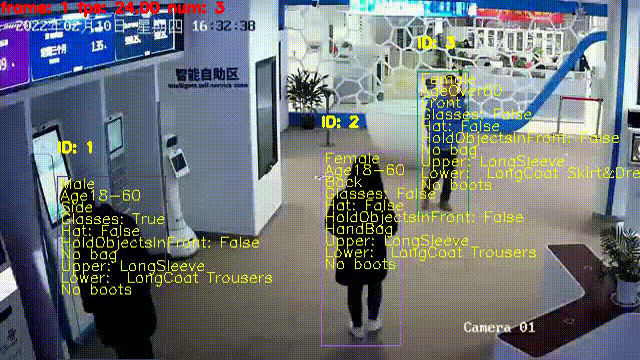 frame: 1 fps: 24.00 num: 3
2022年02月10日 星期四 16:32:38
智能自助区
Intelligent self-service zone
ID: 1
Male
Age18-60
Side
Glasses: True
Hat: False
HoldObjectsInFront: False
No bag
Upper: LongSleeve
Lower: LongCoat Trousers
No boots
ID: 2
Female
Age18-60
Back
Glasses: False
Hat: False
HoldObjectsInFront: False
HandBag
Upper: LongSleeve
Lower: LongCoat Trousers
No boots
ID: 3
Female
AgeOver60
Front
Glasses: False
Hat: False
HoldObjectsInFront: False
No bag
Upper: LongSleeve
Lower: LongCoat Skirt&Dre
No boots
Camera 01